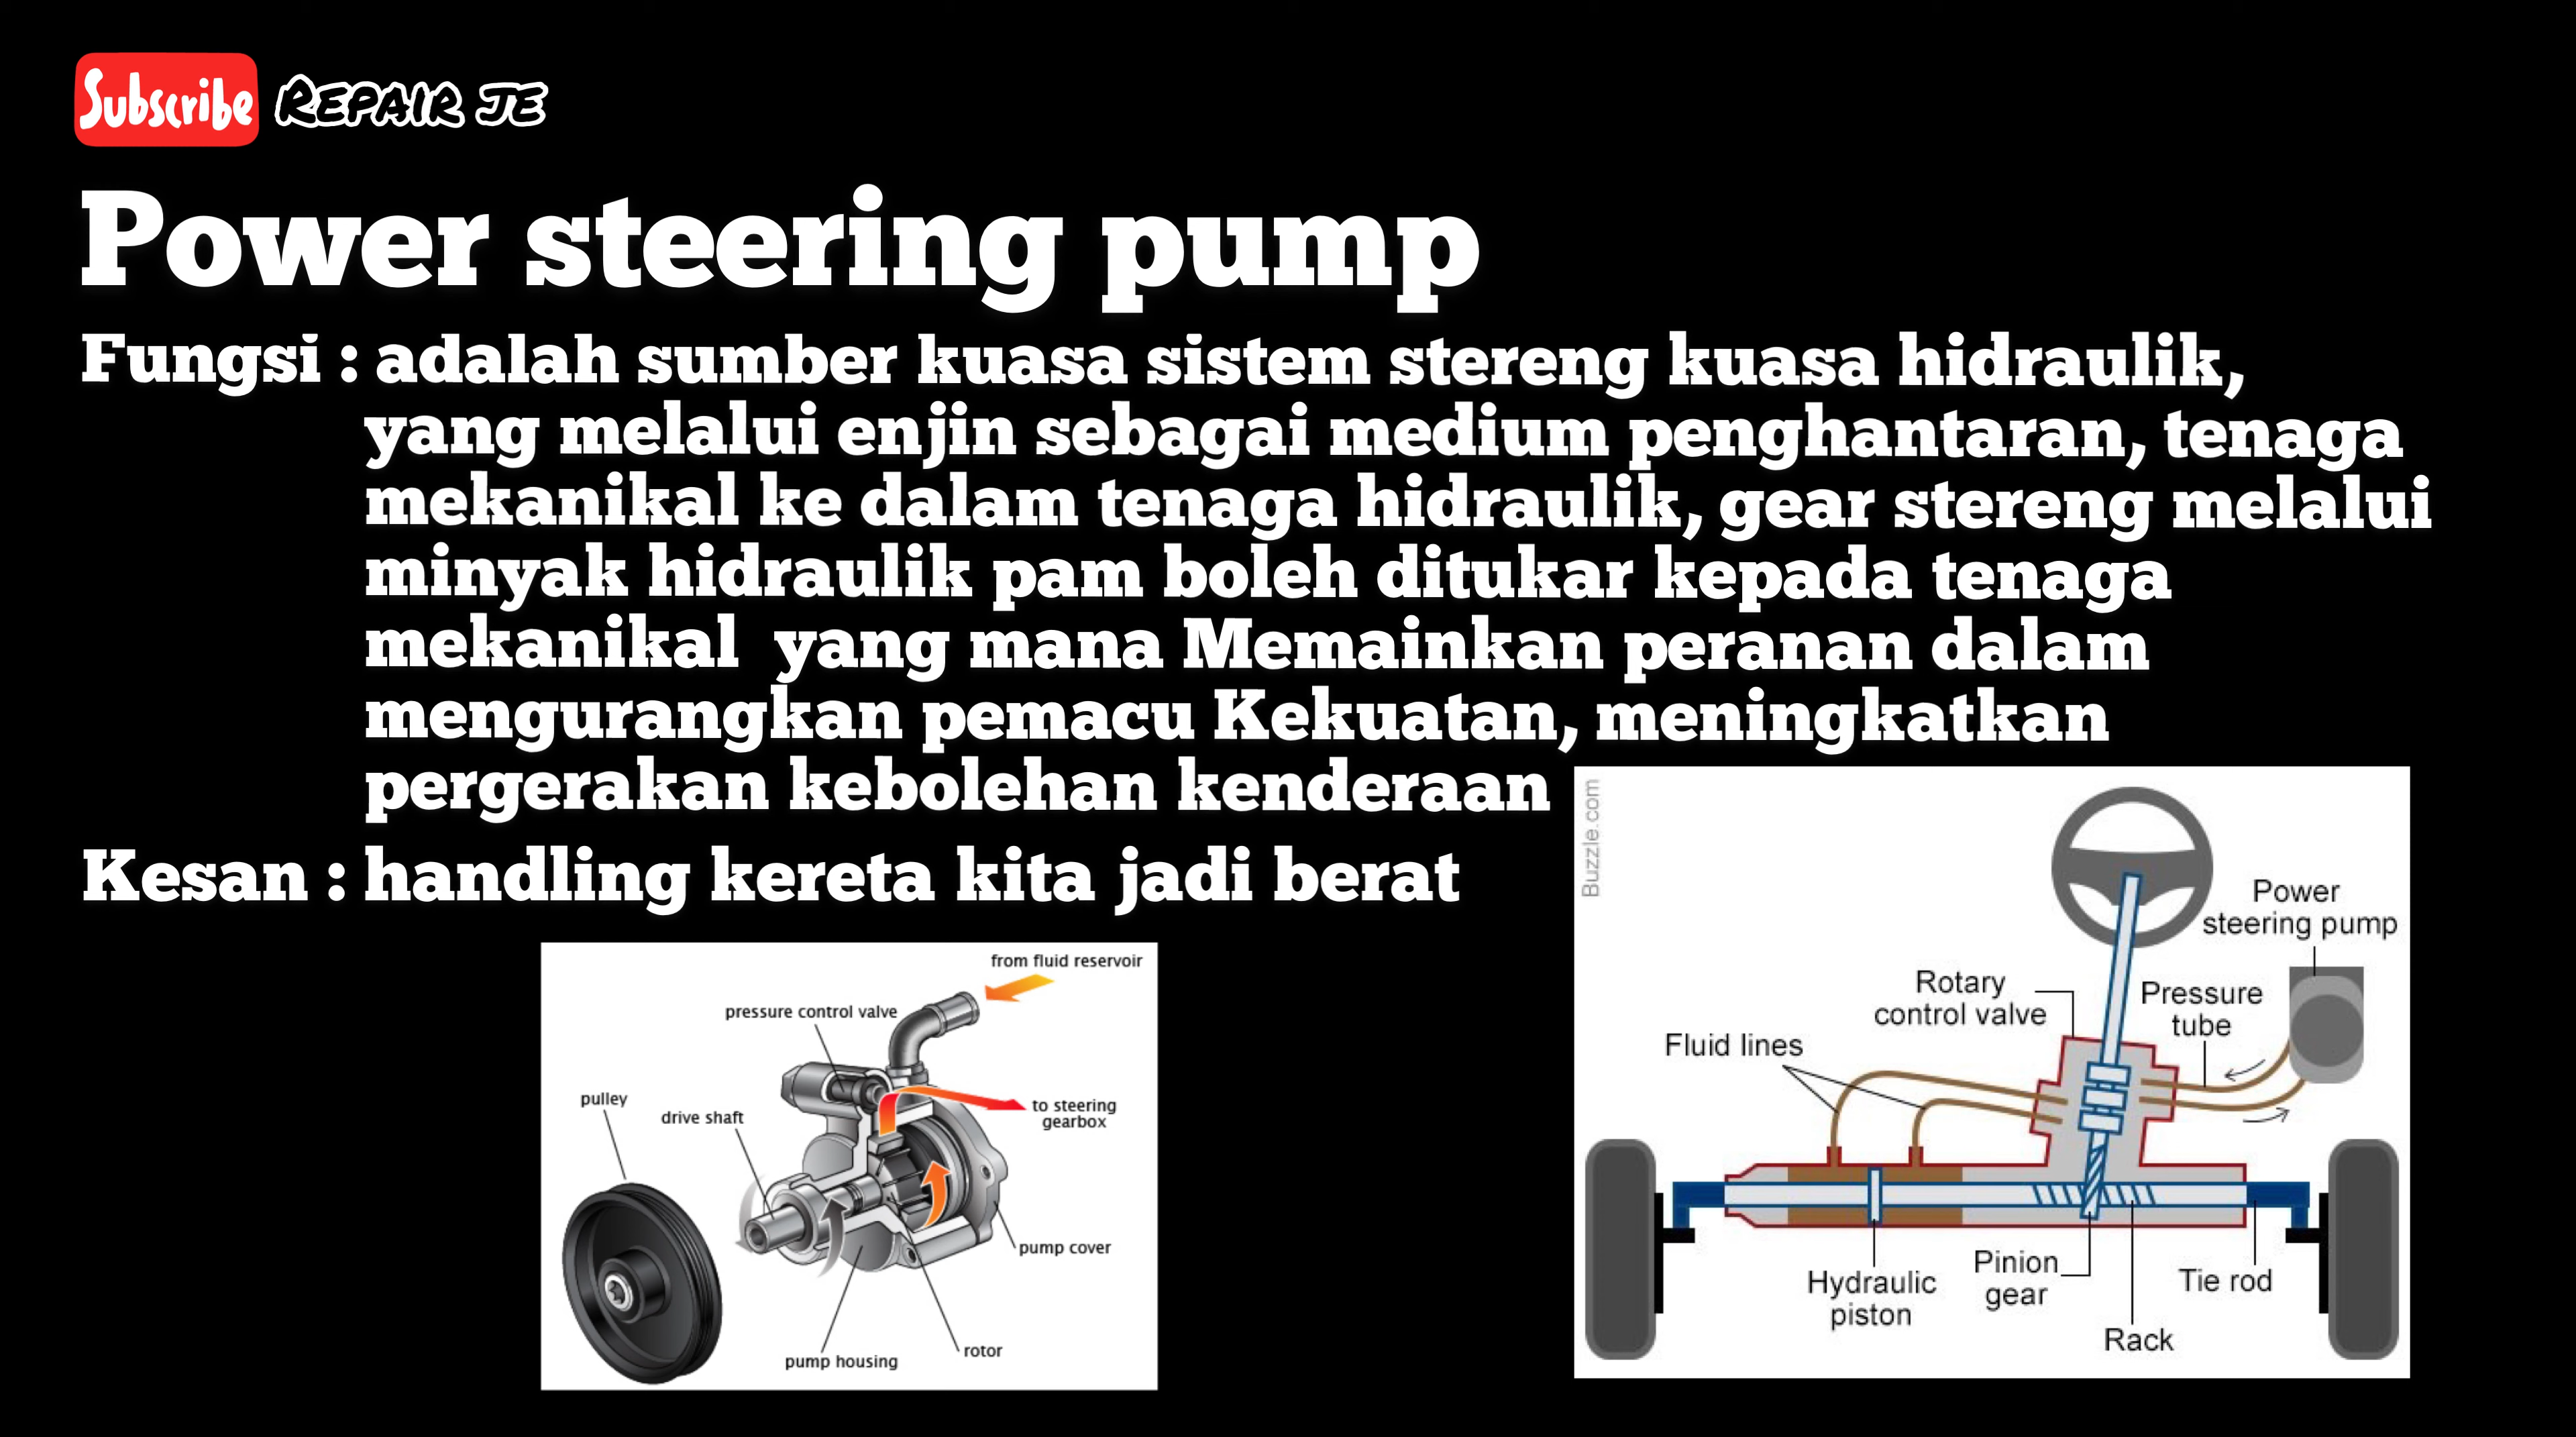 Subscribe REPAIR JE
Power steering pump
Fungsi : adalah sumber kuasa sistem stereng kuasa hidraulik,
yang melalui enjin sebagai medium penghantaran, tenaga
mekanikal ke dalam tenaga hidraulik, gear stereng melalui
minyak hidraulik pam boleh ditukar kepada tenaga
mekanikal yang mana Memainkan peranan dalam
mengurangkan pemacu Kekuatan, meningkatkan
pergerakan kebolehan kenderaan
Kesan : handling kereta kita jadi berat
from fluid reservoir
pressure control valve
pulley
drive shaft
to steering
gearbox
pump cover
rotor
pump housing
Buzzle.com
Power
steering pump
Rotary
control valve
Pressure
tube
Fluid lines
Hydraulic
piston
Pinion
gear
Tie rod
Rack